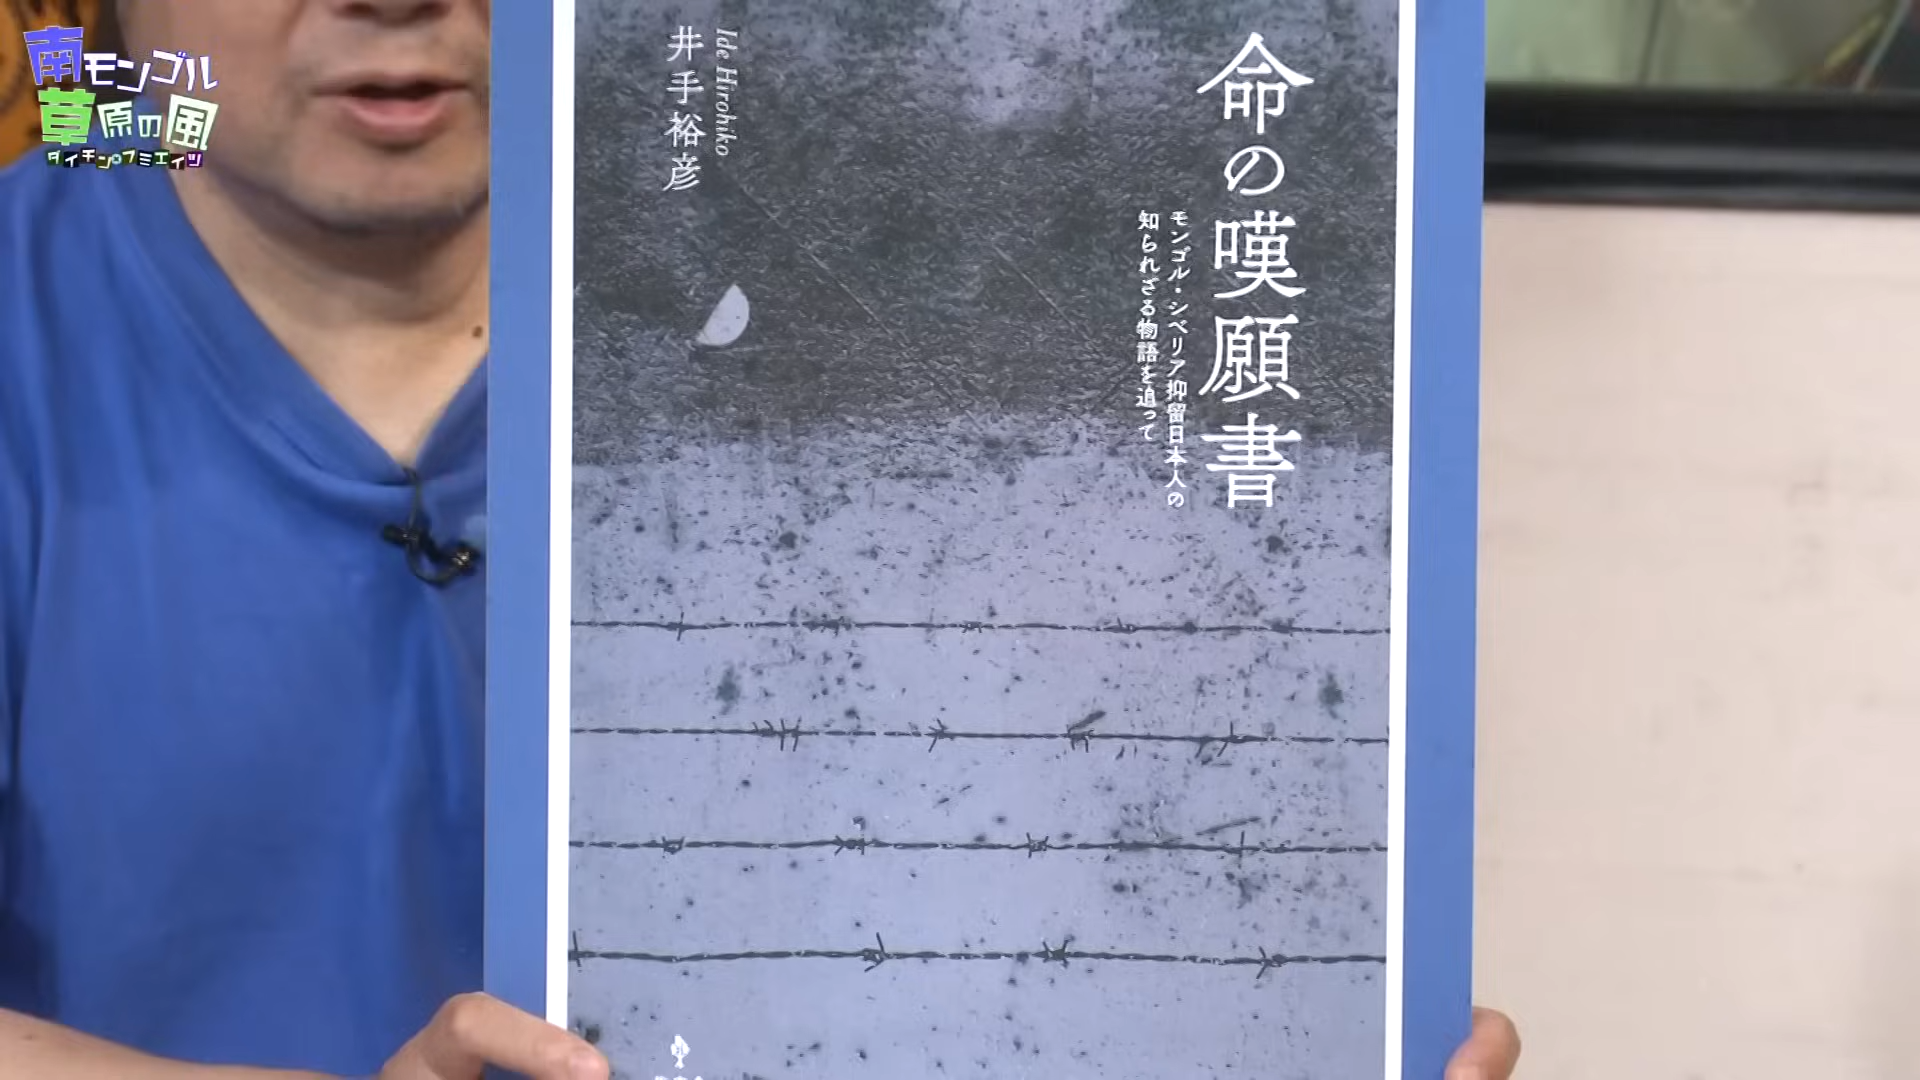 南モンゴル
草原の風
ダイチン・フミエイツ
命の嘆願書
モンゴル・シベリア抑留日本人の
知られざる物語を追って
Ide Hirohiko
井手裕彦